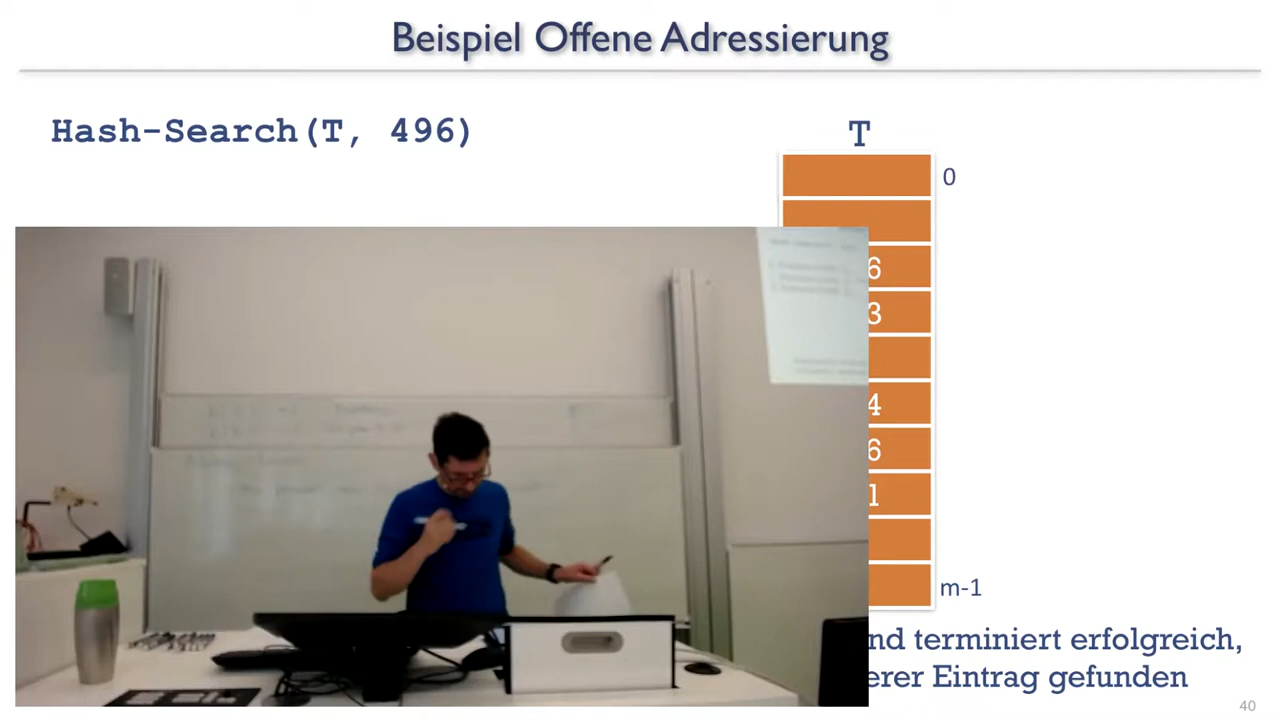 Beispiel Offene Adressierung
Hash-Search(T, 496)
T
0
6
3
4
6
1
m-1
nd terminiert erfolgreich,
erer Eintrag gefunden
40